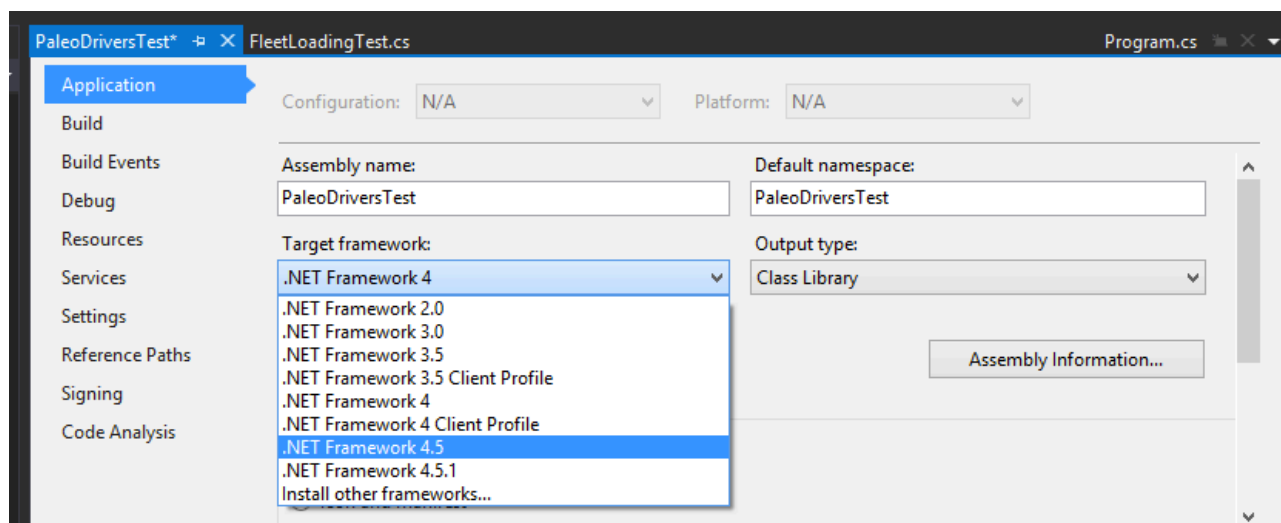 PaleoDriversTest* FleetLoadingTest.cs Program.cs
Application
Configuration: N/A Platform: N/A
Build
Build Events
Assembly name: Default namespace:
Debug
PaleoDriversTest PaleoDriversTest
Resources
Target framework: Output type:
Services
.NET Framework 4 Class Library
.NET Framework 2.0
Settings
.NET Framework 3.0
Reference Paths
.NET Framework 3.5
Assembly Information...
.NET Framework 3.5 Client Profile
Signing
.NET Framework 4
.NET Framework 4 Client Profile
Code Analysis
.NET Framework 4.5
.NET Framework 4.5.1
Install other frameworks...